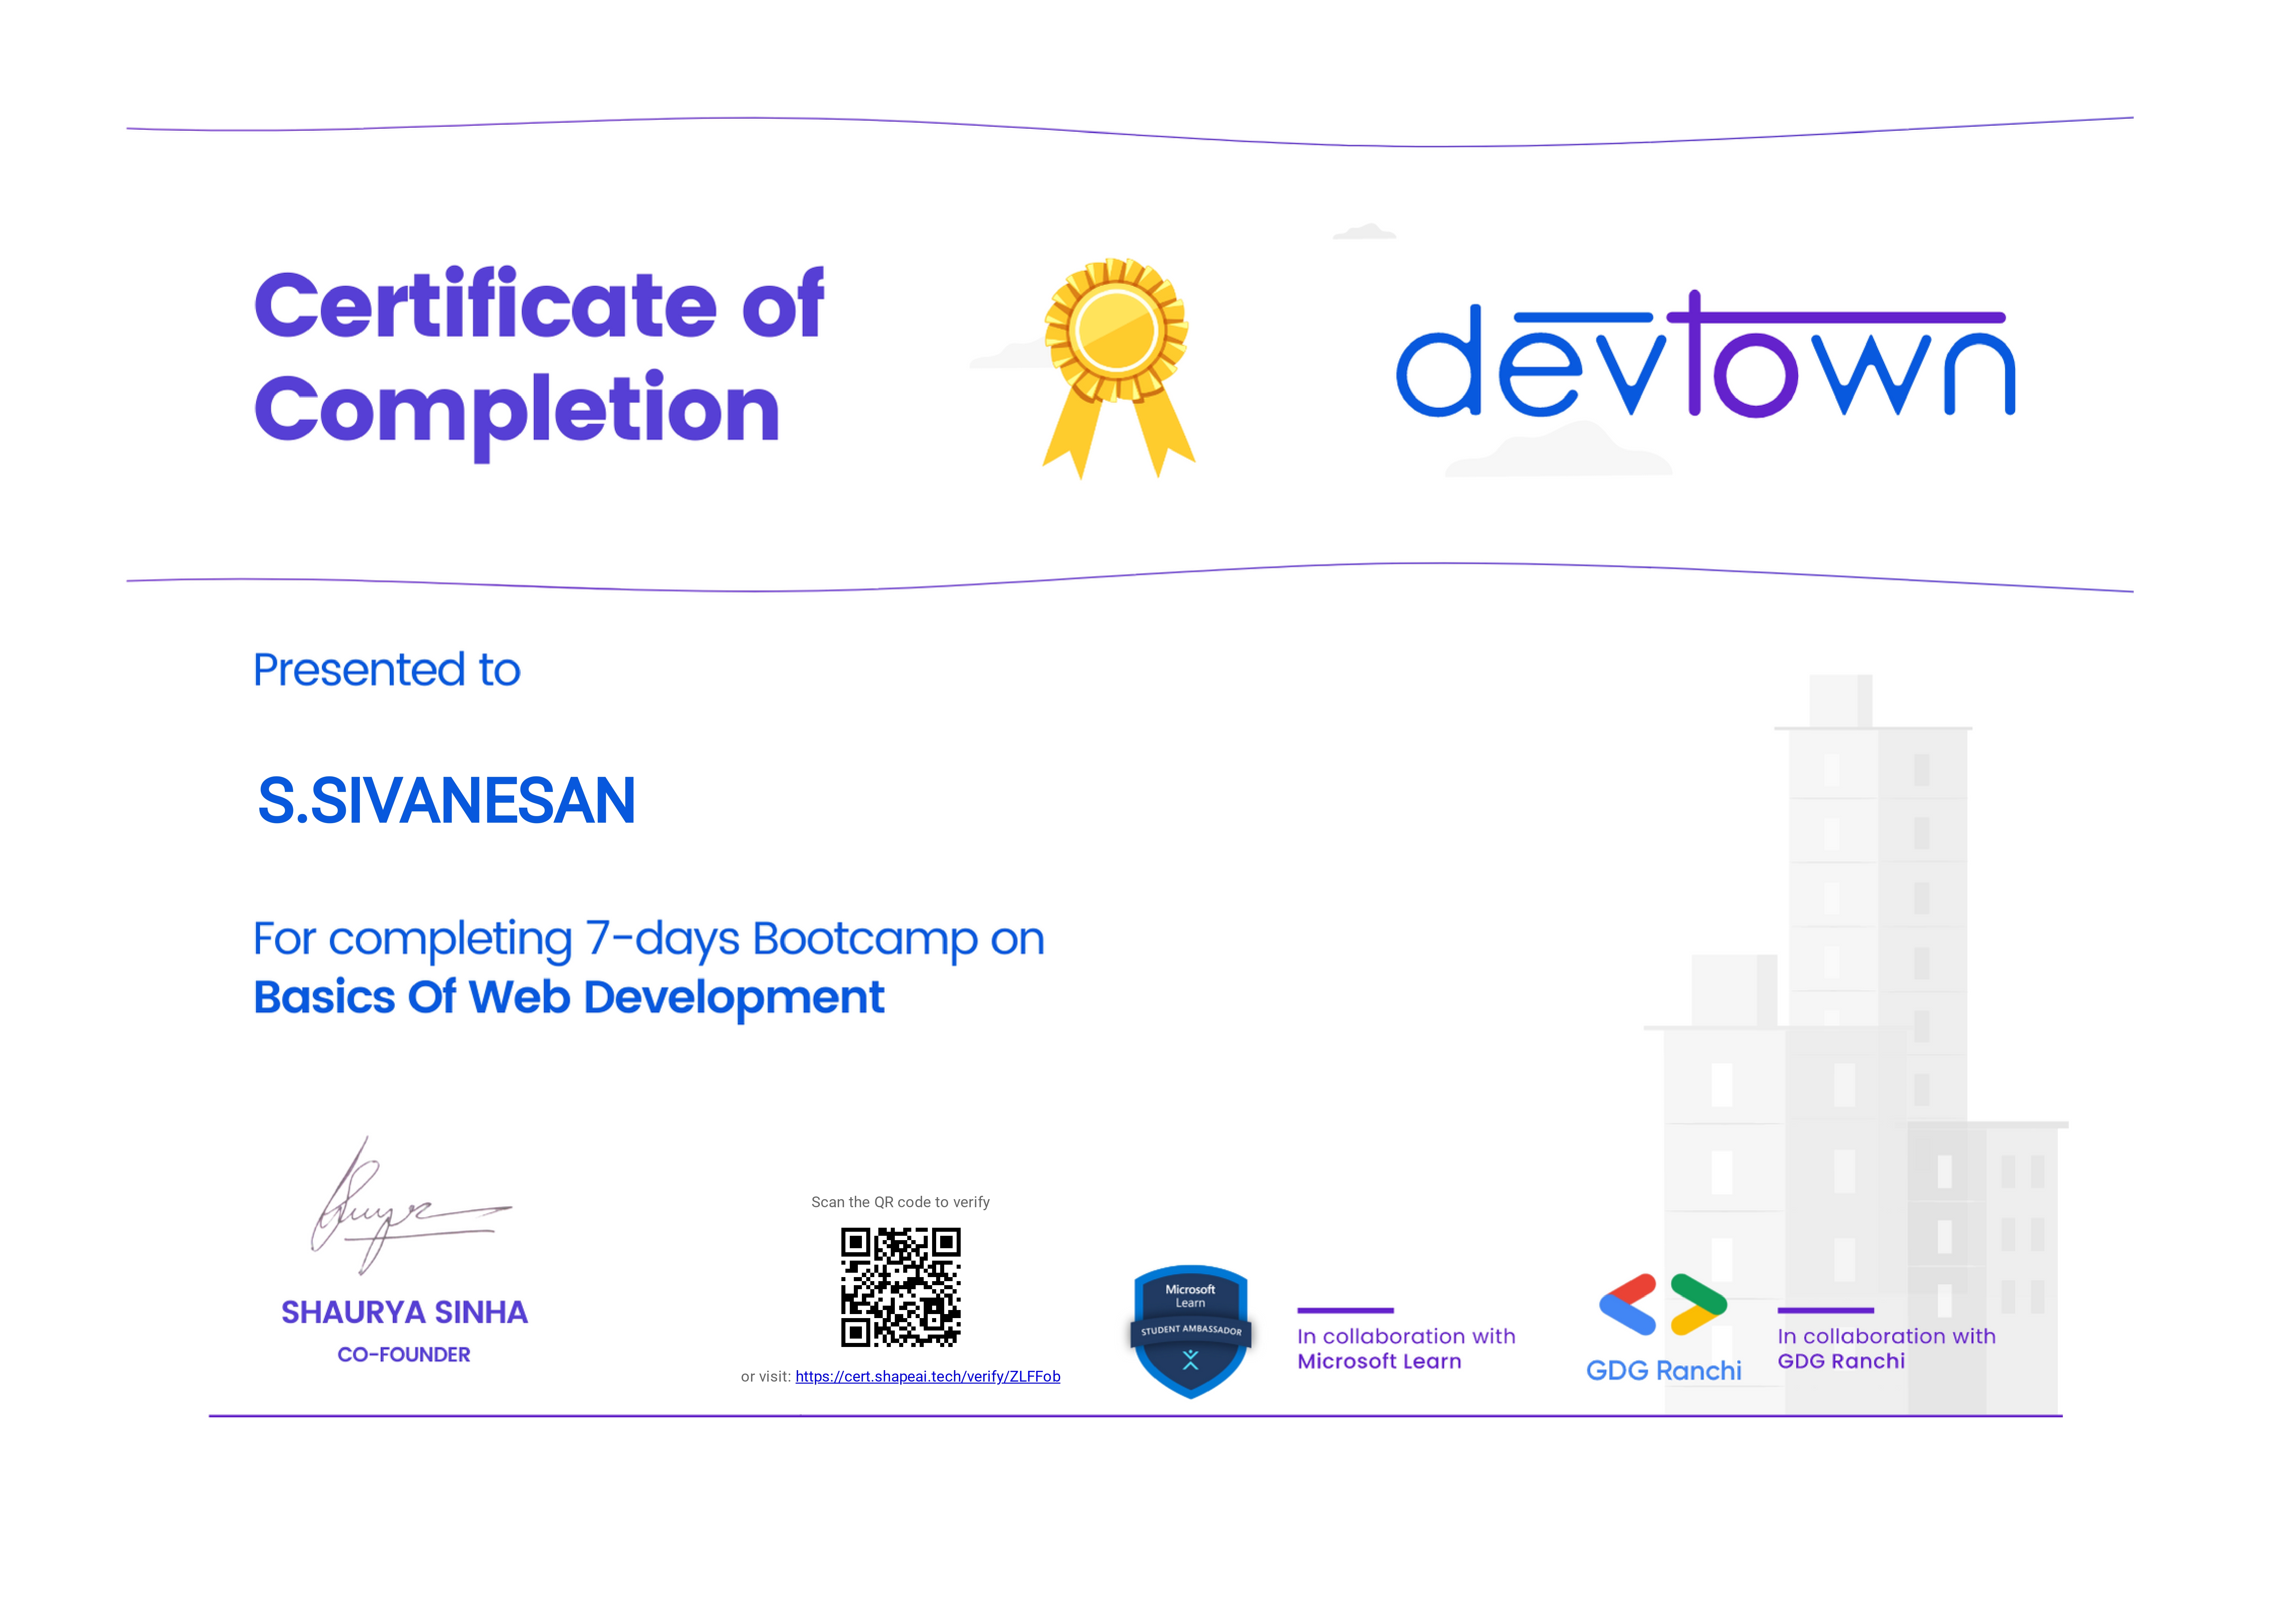 Certificate of
Completion
devtown
Presented to
S.SIVANESAN
For completing 7-days Bootcamp on
Basics Of Web Development
SHAURYA SINHA
CO-FOUNDER
Scan the QR code to verify
or visit: https://cert.shapeai.tech/verify/ZLFFob
Microsoft
Learn
STUDENT AMBASSADOR
In collaboration with
Microsoft Learn
GDG Ranchi
In collaboration with
GDG Ranchi